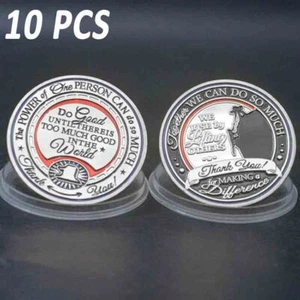 10 PCS
The POWER of One PERSON CAN do so MUCH
Do Good
UNTIL THERE IS
TOO MUCH GOOD
IN THE
World
Thank You!
Together WE CAN DO SO MUCH
WE
RISE By
Lifting
OTHERS
Thank You!
for MAKING a
Difference